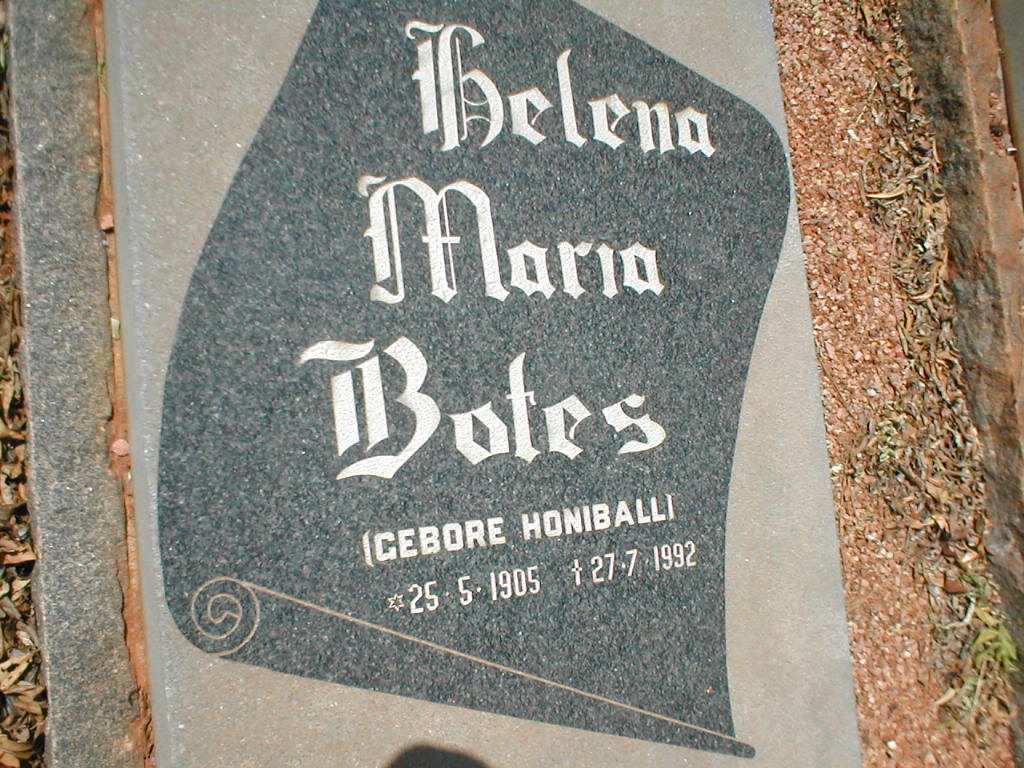 Helena
Maria
Botes
(GEBORE HONIBALL)
✡25·5·1905 †27·7·1992